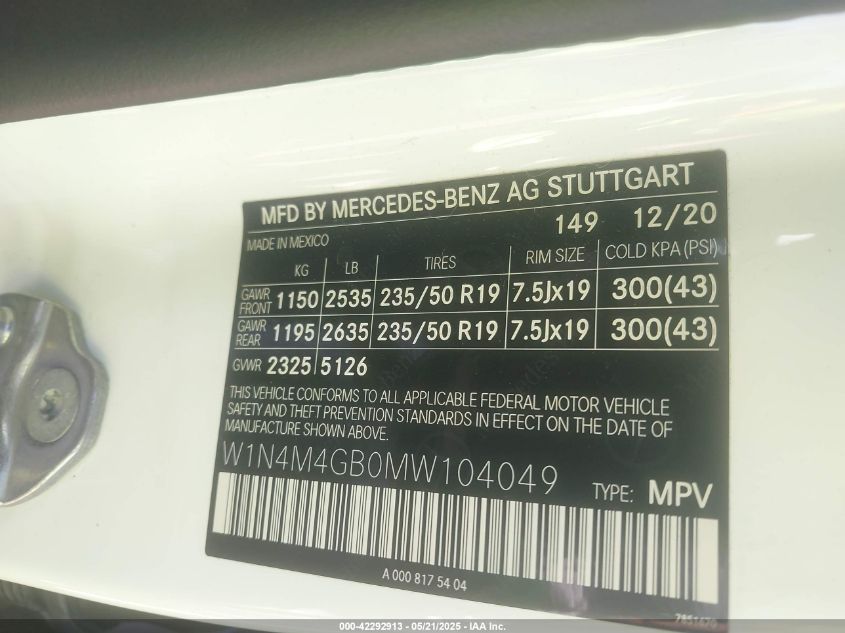 MFD BY MERCEDES-BENZ AG STUTTGART
MADE IN MEXICO 149 12/20
KG LB TIRES RIM SIZE COLD KPA (PSI)
GAWR FRONT 1150 2535 235/50 R19 7.5Jx19 300(43)
GAWR REAR 1195 2635 235/50 R19 7.5Jx19 300(43)
GVWR 2325 5126
THIS VEHICLE CONFORMS TO ALL APPLICABLE FEDERAL MOTOR VEHICLE
SAFETY AND THEFT PREVENTION STANDARDS IN EFFECT ON THE DATE OF
MANUFACTURE SHOWN ABOVE.
W1N4M4GB0MW104049 TYPE: MPV
A 000 817 54 04
7851670
000-42292913 - 05/21/2025 - IAA Inc.